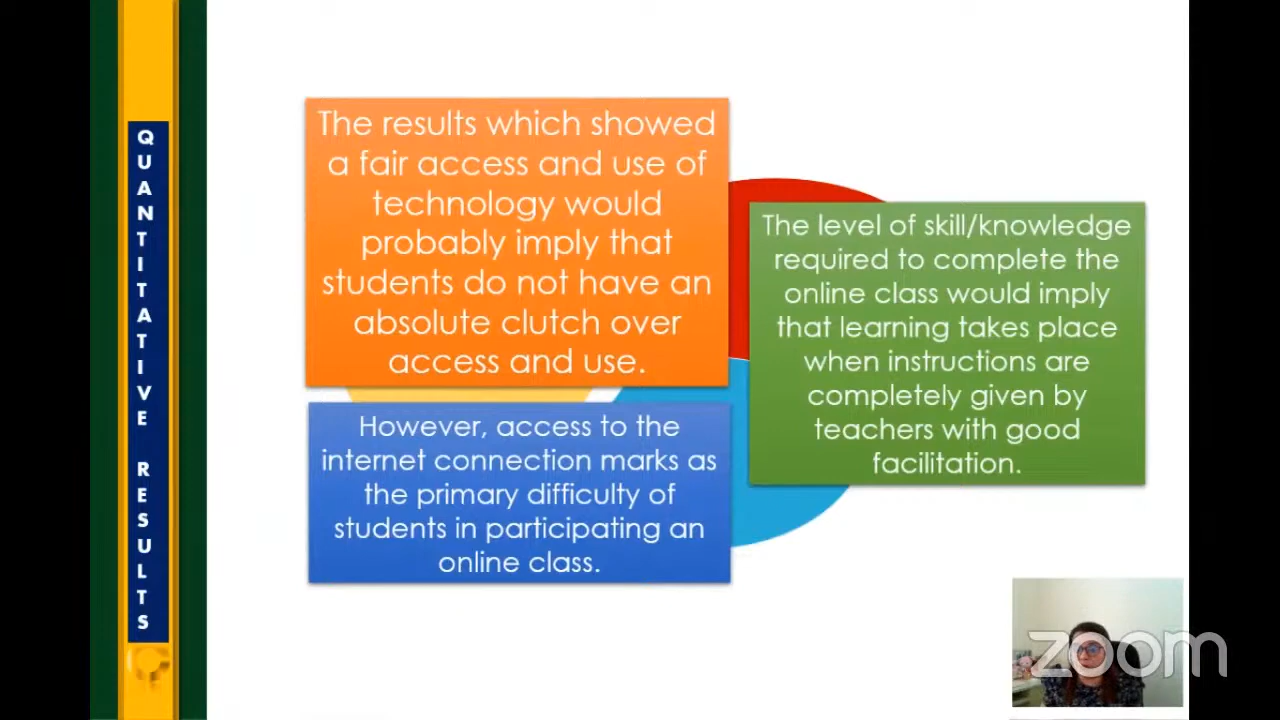 QUANTITATIVE RESULTS
The results which showed
a fair access and use of
technology would
probably imply that
students do not have an
absolute clutch over
access and use.
However, access to the
internet connection marks as
the primary difficulty of
students in participating an
online class.
The level of skill/knowledge
required to complete the
online class would imply
that learning takes place
when instructions are
completely given by
teachers with good
facilitation.
zoom